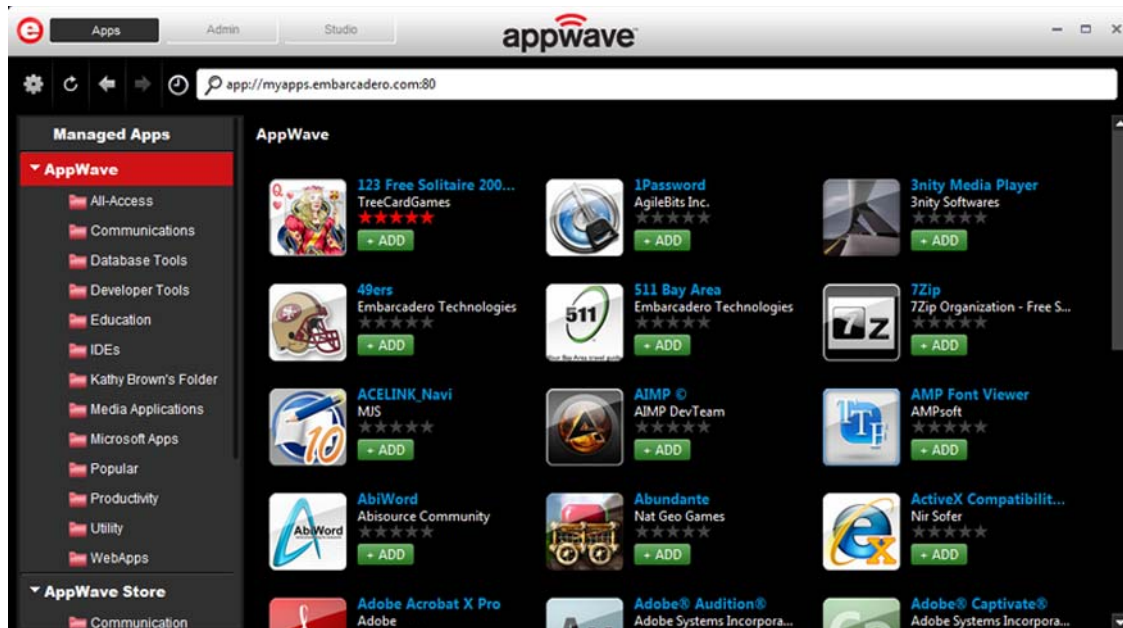 e Apps Admin Studio appwave
app://myapps.embarcadero.com:80
Managed Apps
AppWave
All-Access
Communications
Database Tools
Developer Tools
Education
IDEs
Kathy Brown's Folder
Media Applications
Microsoft Apps
Popular
Productivity
Utility
WebApps
AppWave Store
Communication
AppWave
123 Free Solitaire 200...
TreeCardGames
+ ADD
1Password
AgileBits Inc.
+ ADD
3nity Media Player
3nity Softwares
+ ADD
49ers
Embarcadero Technologies
+ ADD
511
511 Bay Area
Embarcadero Technologies
+ ADD
7z
7Zip
7Zip Organization - Free S...
+ ADD
10
ACELINK_Navi
MJS
+ ADD
AIMP ©
AIMP DevTeam
+ ADD
AMP Font Viewer
AMPsoft
+ ADD
AbiWord
AbiWord
Abisource Community
+ ADD
Abundante
Nat Geo Games
+ ADD
ActiveX Compatibilit...
Nir Sofer
+ ADD
Adobe Acrobat X Pro
Adobe
Adobe® Audition®
Adobe Systems Incorpora...
Adobe® Captivate®
Adobe Systems Incorpora...